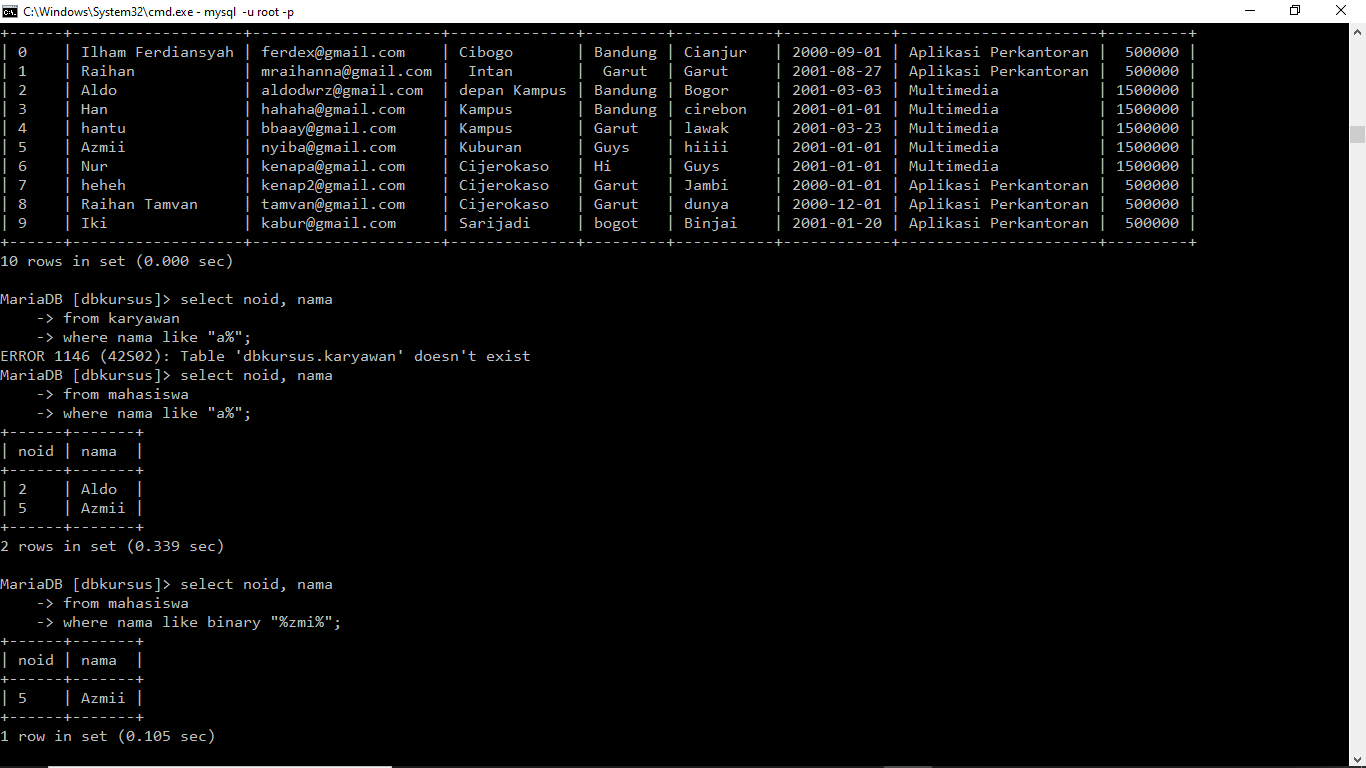 C:\Windows\System32\cmd.exe - mysql  -u root -p
+------+-------------------+---------------------+--------------+---------+-----------+------------+----------------------+---------+
| 0    | Ilham Ferdiansyah | ferdex@gmail.com    | Cibogo       | Bandung | Cianjur   | 2000-09-01 | Aplikasi Perkantoran |  500000 |
| 1    | Raihan            | mraihanna@gmail.com |  Intan       |  Garut  | Garut     | 2001-08-27 | Aplikasi Perkantoran |  500000 |
| 2    | Aldo              | aldodwrz@gmail.com  | depan Kampus | Bandung | Bogor     | 2001-03-03 | Multimedia           | 1500000 |
| 3    | Han               | hahaha@gmail.com    | Kampus       | Bandung | cirebon   | 2001-01-01 | Multimedia           | 1500000 |
| 4    | hantu             | bbaay@gmail.com     | Kampus       | Garut   | lawak     | 2001-03-23 | Multimedia           | 1500000 |
| 5    | Azmii             | nyiba@gmail.com     | Kuburan      | Guys    | hiiii     | 2001-01-01 | Multimedia           | 1500000 |
| 6    | Nur               | kenapa@gmail.com    | Cijerokaso   | Hi      | Guys      | 2001-01-01 | Multimedia           | 1500000 |
| 7    | heheh             | kenap2@gmail.com    | Cijerokaso   | Garut   | Jambi     | 2000-01-01 | Aplikasi Perkantoran |  500000 |
| 8    | Raihan Tamvan     | tamvan@gmail.com    | Cijerokaso   | Garut   | dunya     | 2000-12-01 | Aplikasi Perkantoran |  500000 |
| 9    | Iki               | kabur@gmail.com     | Sarijadi     | bogot   | Binjai    | 2001-01-20 | Aplikasi Perkantoran |  500000 |
+------+-------------------+---------------------+--------------+---------+-----------+------------+----------------------+---------+
10 rows in set (0.000 sec)

MariaDB [dbkursus]> select noid, nama
    -> from karyawan
    -> where nama like "a%";
ERROR 1146 (42S02): Table 'dbkursus.karyawan' doesn't exist
MariaDB [dbkursus]> select noid, nama
    -> from mahasiswa
    -> where nama like "a%";
+------+-------+
| noid | nama  |
+------+-------+
| 2    | Aldo  |
| 5    | Azmii |
+------+-------+
2 rows in set (0.339 sec)

MariaDB [dbkursus]> select noid, nama
    -> from mahasiswa
    -> where nama like binary "%zmi%";
+------+-------+
| noid | nama  |
+------+-------+
| 5    | Azmii |
+------+-------+
1 row in set (0.105 sec)